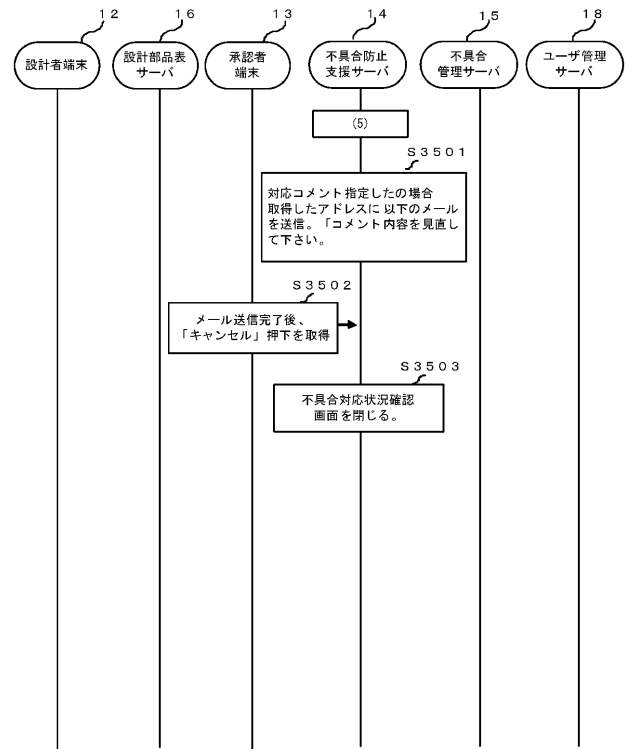 １２
１６
１３
１４
１５
１８
設計者端末
設計部品表
サーバ
承認者
端末
不具合防止
支援サーバ
不具合
管理サーバ
ユーザ管理
サーバ
(5)
Ｓ３５０１
対応コメント指定したの場合
取得したアドレスに以下のメール
を送信。「コメント内容を見直し
て下さい。
Ｓ３５０２
メール送信完了後、
「キャンセル」押下を取得
Ｓ３５０３
不具合対応状況確認
画面を閉じる。